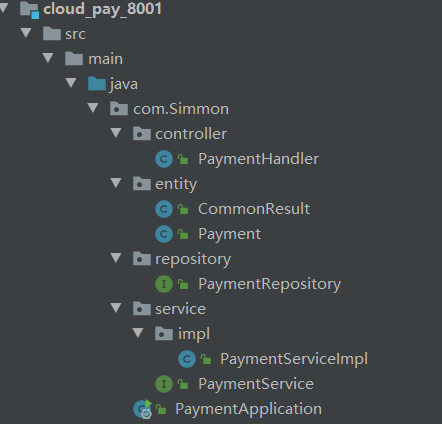 cloud_pay_8001
src
main
java
com.Simmon
controller
PaymentHandler
entity
CommonResult
Payment
repository
PaymentRepository
service
impl
PaymentServiceImpl
PaymentService
PaymentApplication